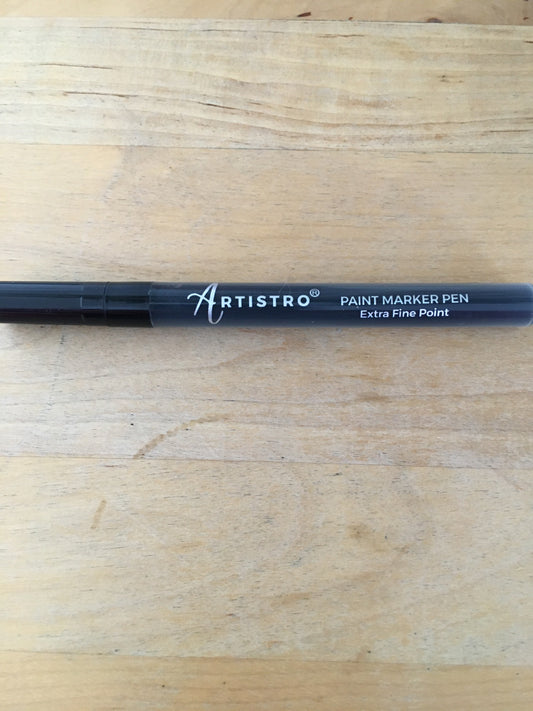 ARTISTRO®
PAINT MARKER PEN
Extra Fine Point